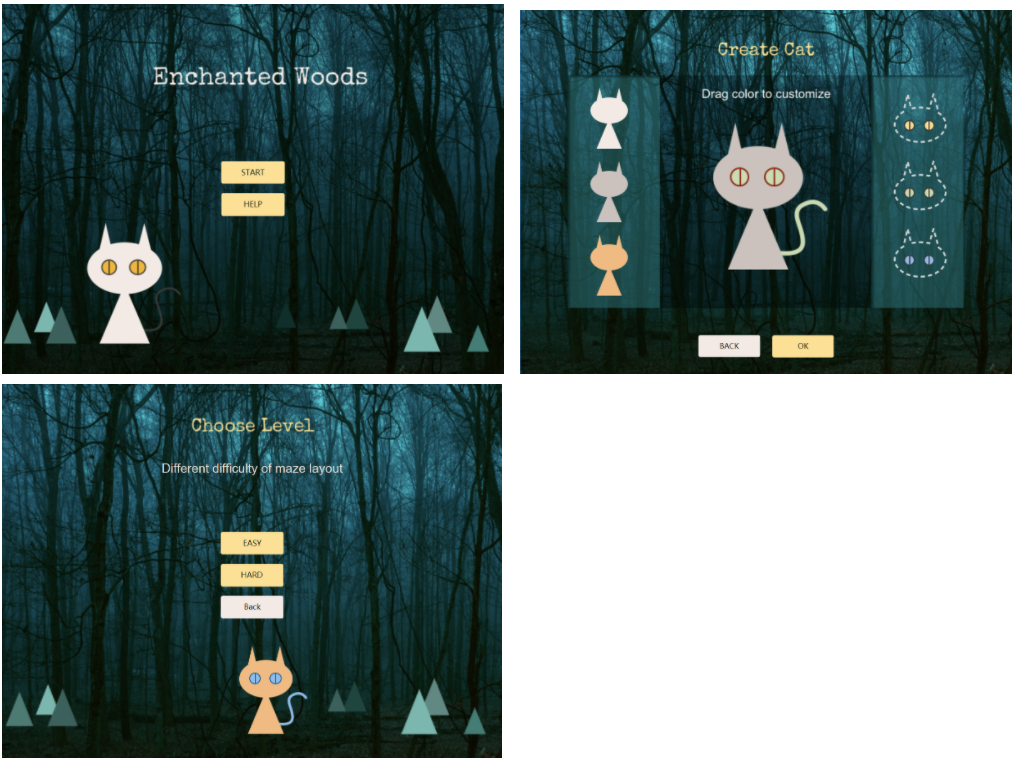 Enchanted Woods
START
HELP
Create Cat
Drag color to customize
BACK
OK
Choose Level
Different difficulty of maze layout
EASY
HARD
Back